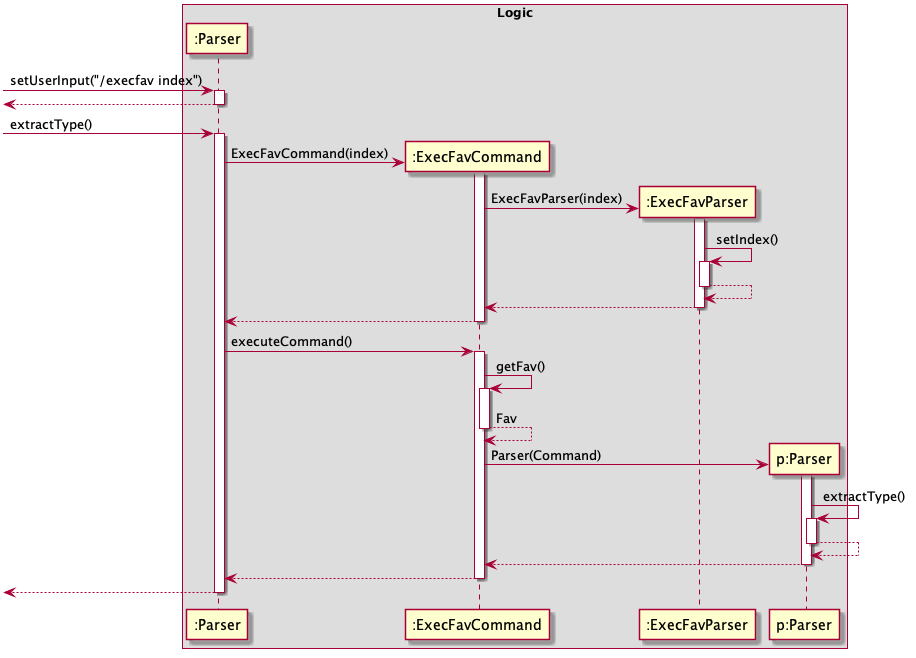 Logic
:Parser
setUserInput("/execfav index")
extractType()
ExecFavCommand(index)
:ExecFavCommand
ExecFavParser(index)
:ExecFavParser
setIndex()
executeCommand()
getFav()
Fav
Parser(Command)
p:Parser
extractType()
:Parser
:ExecFavCommand
:ExecFavParser
p:Parser